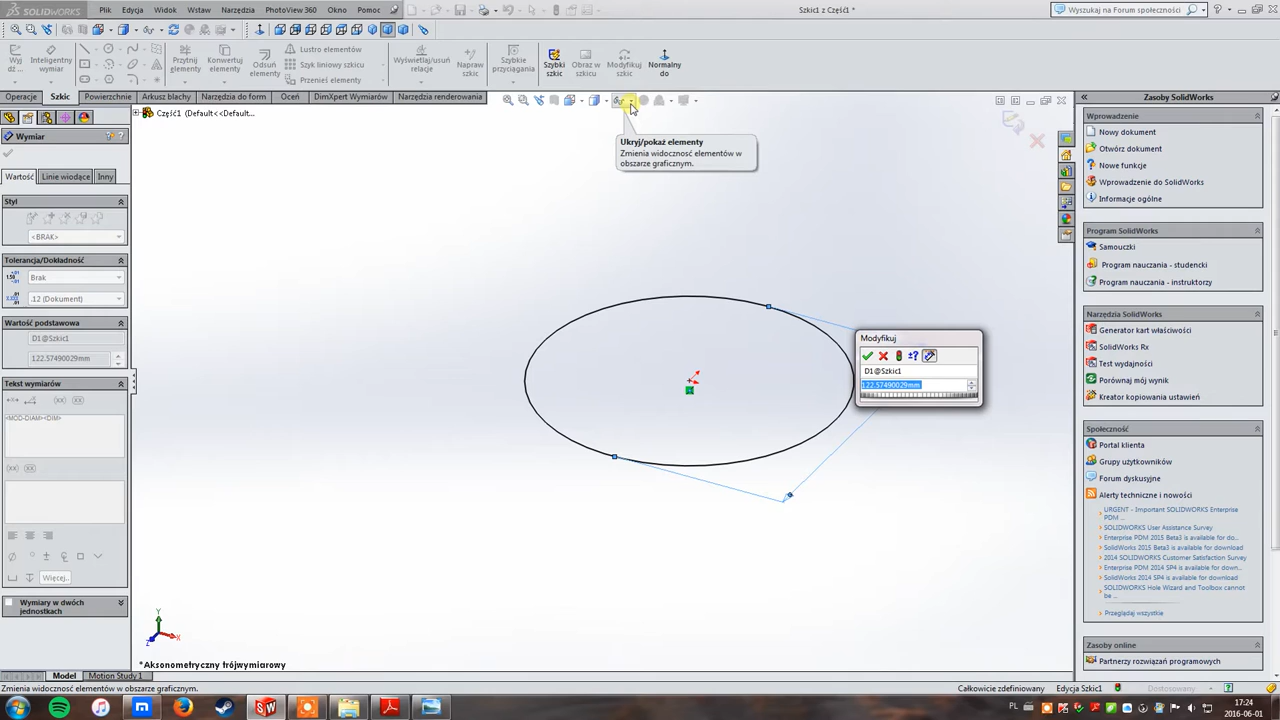 SOLIDWORKS
Plik Edycja Widok Wstaw Narzędzia PhotoView 360 Okno Pomoc
Szkic1 z Część1 *
Wyszukaj na Forum społeczności
Wyj dź ...
Inteligentny wymiar
Przytnij elementy
Konwertuj elementy
Odsuń elementy
Lustro elementów
Szyk liniowy szkicu
Przenieś elementy
Wyświetlaj/usuń relacje
Napraw szkic
Szybkie przyciągania
Szybki szkic
Obraz w szkicu
Modyfikuj szkic
Normalny do
Operacje Szkic Powierzchnie Arkusz blachy Narzędzia do form Oceń DimXpert Wymiarów Narzędzia renderowania
Część1 (Default<<Default...
Wymiar
Wartość Linie wiodące Inny
Styl
<BRAK>
Tolerancja/Dokładność
Brak
.12 (Dokument)
Wartość podstawowa
D1@Szkic1
122.57490029mm
Tekst wymiarów
<MOD-DIAM><DIM>
Więcej...
Wymiary w dwóch jednostkach
Ukryj/pokaż elementy
Zmienia widoczność elementów w
obszarze graficznym.
Modyfikuj
D1@Szkic1
122.57490029mm
Y
X
Z
*Aksonometryczny trójwymiarowy
Zasoby SolidWorks
Wprowadzenie
Nowy dokument
Otwórz dokument
Nowe funkcje
Wprowadzenie do SolidWorks
Informacje ogólne
Program SolidWorks
Samouczki
Program nauczania - studencki
Program nauczania - instruktorzy
Narzędzia SolidWorks
Generator kart właściwości
SolidWorks Rx
Test wydajności
Porównaj mój wynik
Kreator kopiowania ustawień
Społeczność
Portal klienta
Grupy użytkowników
Forum dyskusyjne
Alerty techniczne i nowości
URGENT - Important SOLIDWORKS Enterprise
PDM ...
SOLIDWORKS User Assistance Survey
Enterprise PDM 2015 Beta3 is available for do...
SolidWorks 2015 Beta3 is available for download
2014 SOLIDWORKS Customer Satisfaction Survey
Enterprise PDM 2014 SP4 is available for down...
SolidWorks 2014 SP4 is available for download
SOLIDWORKS Hole Wizard and Toolbox cannot
be ...
Przeglądaj wszystkie
Zasoby online
Partnerzy rozwiązań programowych
Model Motion Study 1
Zmienia widoczność elementów w obszarze graficznym.
Całkowicie zdefiniowany Edycja Szkic1 Dostosowany
PL
17:24
2016-06-01